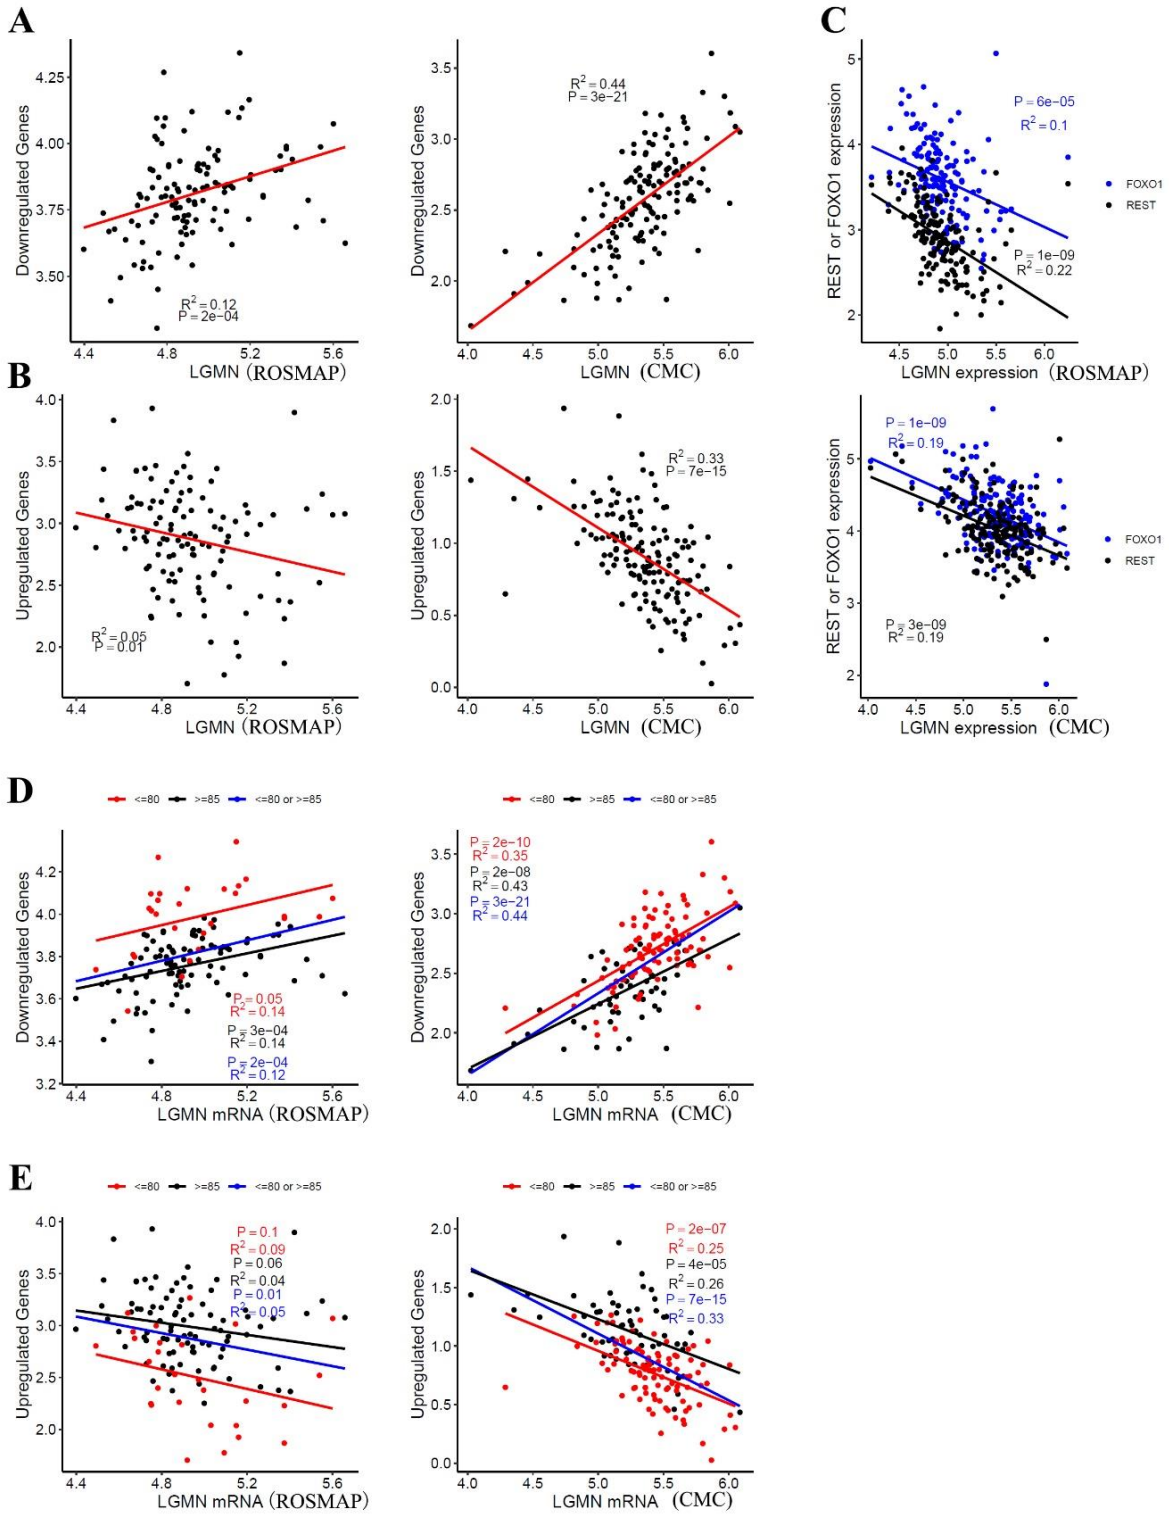 A
C
4.25
4.00
3.75
3.50
Downregulated Genes
R2 = 0.12
P = 2e−04
4.4 4.8 5.2 5.6
LGMN (ROSMAP)
3.5
3.0
2.5
2.0
Downregulated Genes
R2 = 0.44
P = 3e−21
4.0 4.5 5.0 5.5 6.0
LGMN (CMC)
5
4
3
2
REST or FOXO1 expression
P = 6e−05
R2 = 0.1
P = 1e−09
R2 = 0.22
FOXO1
REST
4.5 5.0 5.5 6.0
LGMN expression (ROSMAP)
B
4.0
3.5
3.0
2.5
2.0
Upregulated Genes
R2 = 0.05
P = 0.01
4.4 4.8 5.2 5.6
LGMN (ROSMAP)
2.0
1.5
1.0
0.5
0.0
Upregulated Genes
R2 = 0.33
P = 7e−15
4.0 4.5 5.0 5.5 6.0
LGMN (CMC)
5
4
3
2
REST or FOXO1 expression
P = 1e−09
R2 = 0.19
P = 3e−09
R2 = 0.19
FOXO1
REST
4.0 4.5 5.0 5.5 6.0
LGMN expression (CMC)
D
<=80 >=85 <=80 or >=85
4.2
4.0
3.8
3.6
3.4
3.2
Downregulated Genes
P = 0.05
R2 = 0.14
P = 3e−04
R2 = 0.14
P = 2e−04
R2 = 0.12
4.4 4.8 5.2 5.6
LGMN mRNA (ROSMAP)
<=80 >=85 <=80 or >=85
3.5
3.0
2.5
2.0
Downregulated Genes
P = 2e−10
R2 = 0.35
P = 2e−08
R2 = 0.43
P = 3e−21
R2 = 0.44
4.0 4.5 5.0 5.5 6.0
LGMN mRNA (CMC)
E
<=80 >=85 <=80 or >=85
4.0
3.5
3.0
2.5
2.0
Upregulated Genes
P = 0.1
R2 = 0.09
P = 0.06
R2 = 0.04
P = 0.01
R2 = 0.05
4.4 4.8 5.2 5.6
LGMN mRNA (ROSMAP)
<=80 >=85 <=80 or >=85
2.0
1.5
1.0
0.5
0.0
Upregulated Genes
P = 2e−07
R2 = 0.25
P = 4e−05
R2 = 0.26
P = 7e−15
R2 = 0.33
4.0 4.5 5.0 5.5 6.0
LGMN mRNA (CMC)